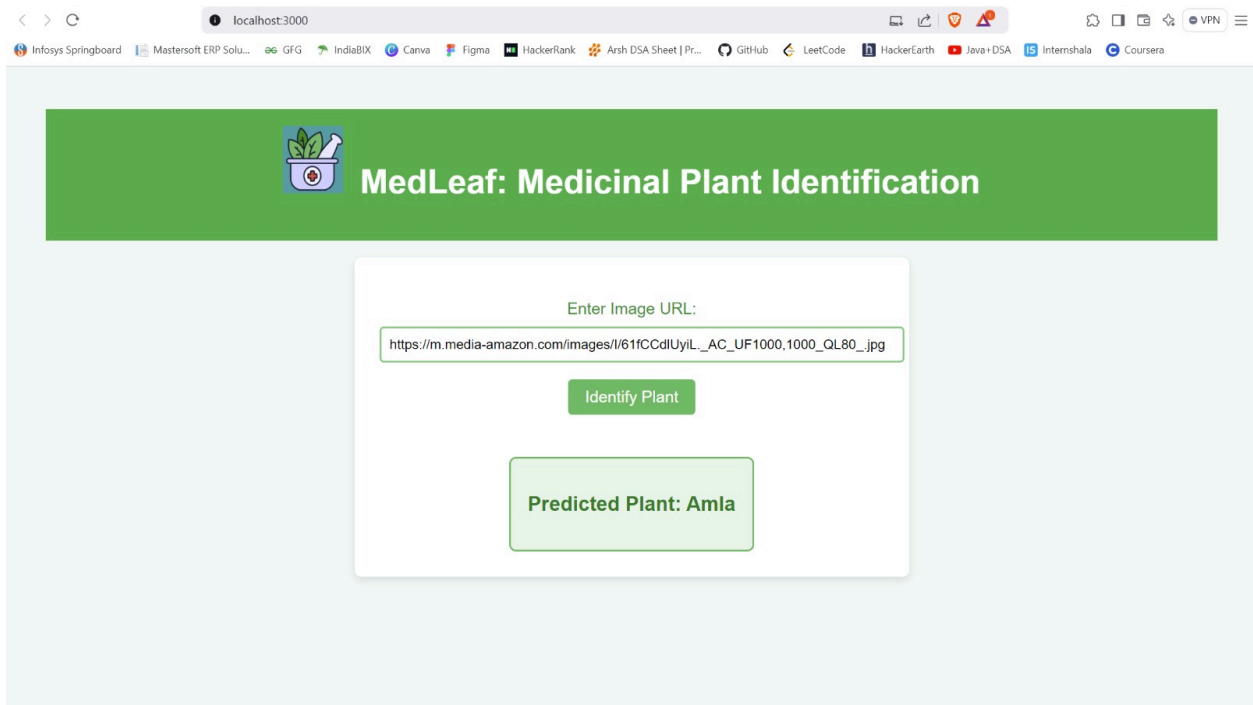 localhost:3000
VPN
Infosys Springboard Mastersoft ERP Solu... GFG IndiaBIX Canva Figma HackerRank Arsh DSA Sheet | Pr... GitHub LeetCode HackerEarth Java+DSA Internshala Coursera
MedLeaf: Medicinal Plant Identification
Enter Image URL:
https://m.media-amazon.com/images/I/61fCCdlUyiL._AC_UF1000,1000_QL80_.jpg
Identify Plant
Predicted Plant: Amla